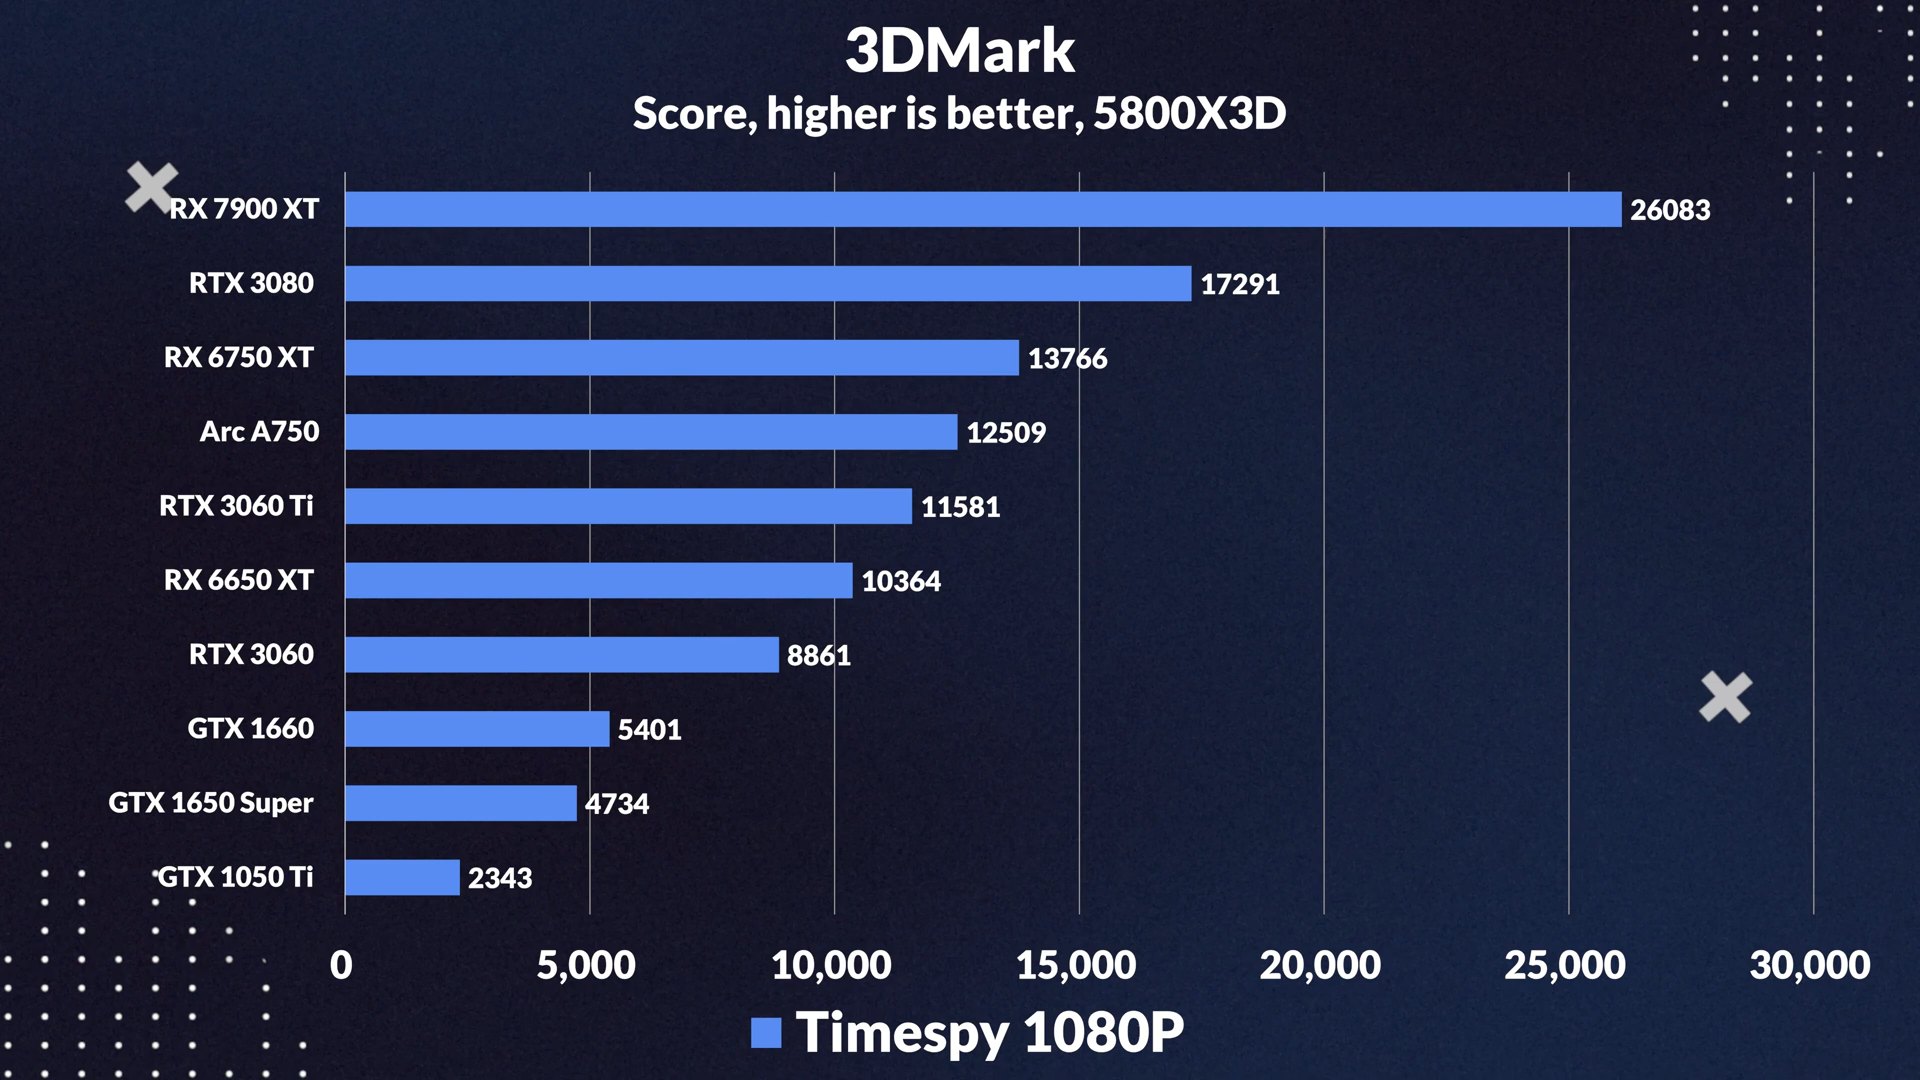 3DMark
Score, higher is better, 5800X3D
RX 7900 XT 26083
RTX 3080 17291
RX 6750 XT 13766
Arc A750 12509
RTX 3060 Ti 11581
RX 6650 XT 10364
RTX 3060 8861
GTX 1660 5401
GTX 1650 Super 4734
GTX 1050 Ti 2343
0 5,000 10,000 15,000 20,000 25,000 30,000
Timespy 1080P